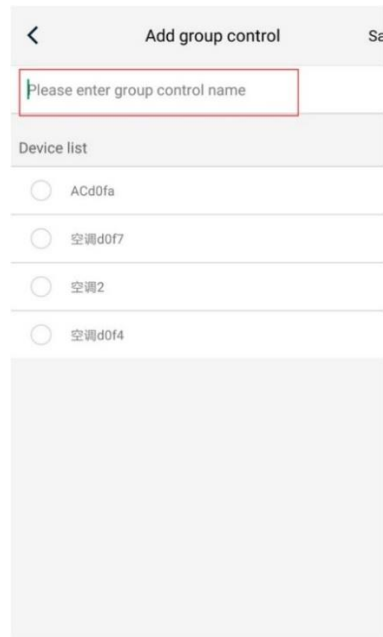 Add group control
Please enter group control name
Device list
ACd0fa
空调d0f7
空调2
空调d0f4